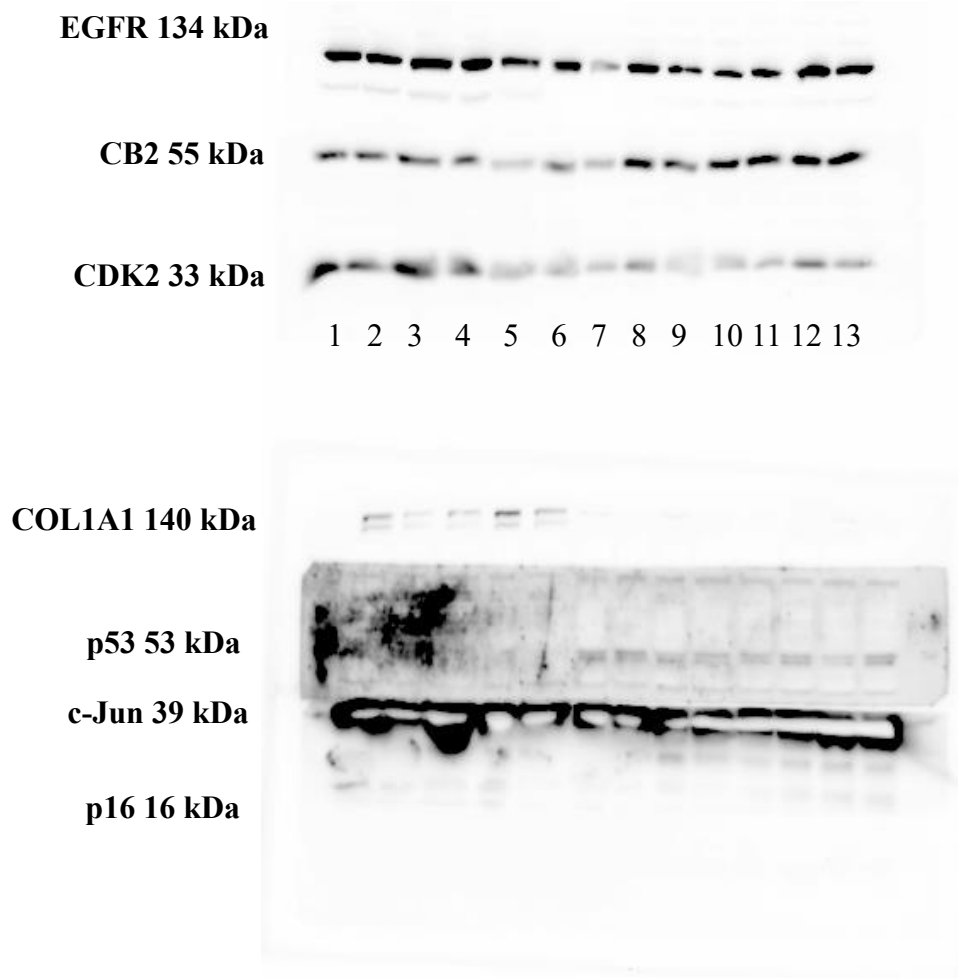 EGFR 134 kDa
CB2 55 kDa
CDK2 33 kDa
1 2 3 4 5 6 7 8 9 10 11 12 13
COL1A1 140 kDa
p53 53 kDa
c-Jun 39 kDa
p16 16 kDa